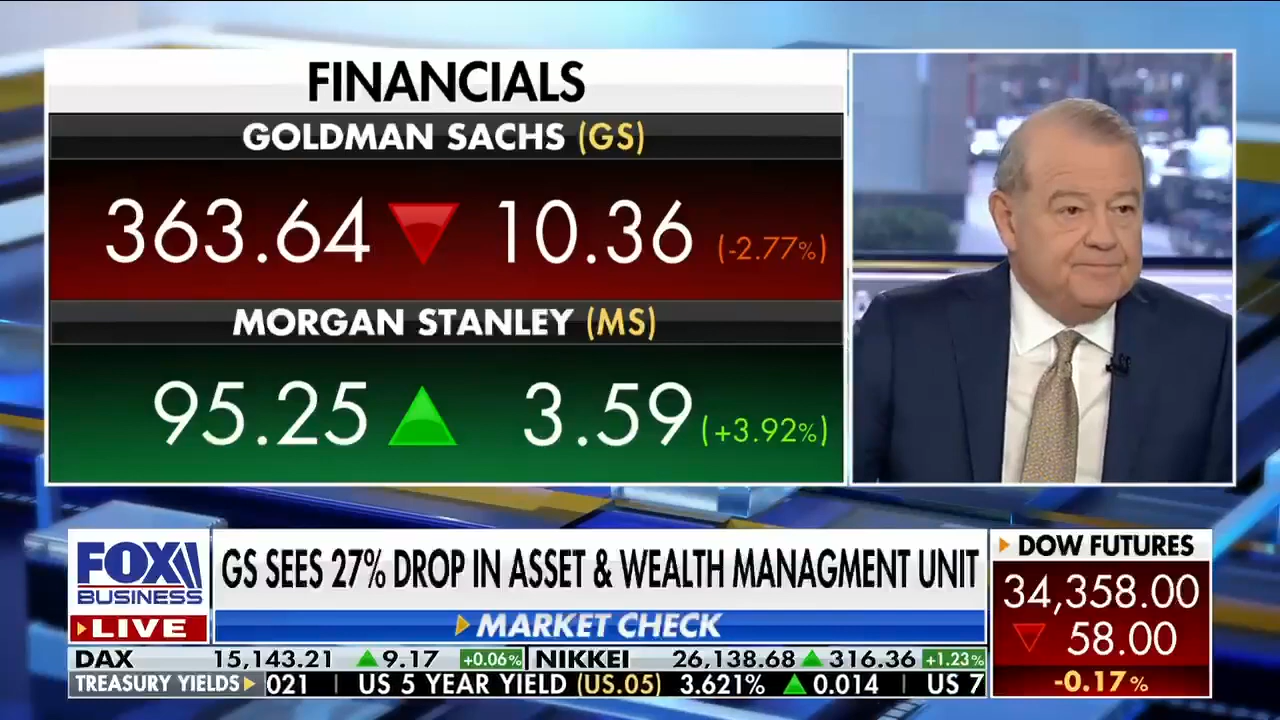 FINANCIALS
GOLDMAN SACHS (GS)
363.64 ▼ 10.36 (-2.77%)
MORGAN STANLEY (MS)
95.25 ▲ 3.59 (+3.92%)
FOX BUSINESS
LIVE
GS SEES 27% DROP IN ASSET & WEALTH MANAGMENT UNIT
MARKET CHECK
DOW FUTURES
34,358.00
▼ 58.00
-0.17%
DAX 15,143.21 ▲ 9.17 +0.06% NIKKEI 26,138.68 ▲ 316.36 +1.23%
TREASURY YIELDS 021 | US 5 YEAR YIELD (US.05) 3.621% ▲ 0.014 | US 7